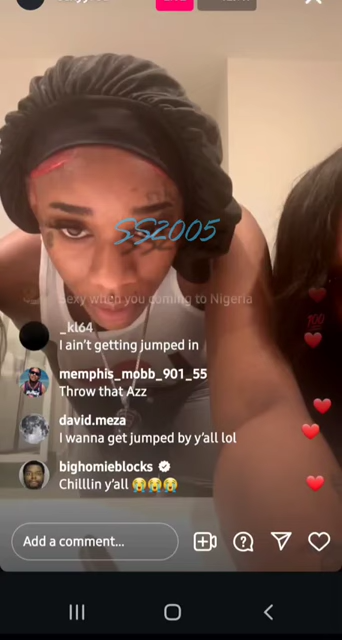 SS2005
Sexy when you coming to Nigeria
_kl64
I ain't getting jumped in
memphis_mobb_901_55
Throw that Azz
david.meza
I wanna get jumped by y'all lol
bighomieblocks
Chilllin y'all 😭😭😭
Add a comment...